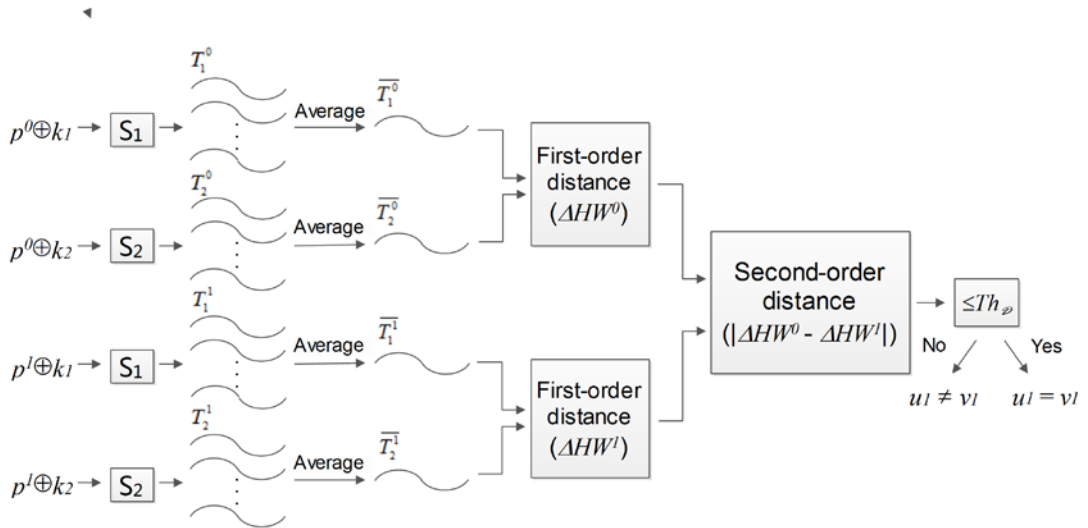 T₁⁰
p⁰⊕k₁
S₁
Average
T̅₁⁰
T₂⁰
p⁰⊕k₂
S₂
Average
T̅₂⁰
First-order
distance
(ΔHW⁰)
T₁¹
p¹⊕k₁
S₁
Average
T̅₁¹
T₂¹
p¹⊕k₂
S₂
Average
T̅₂¹
First-order
distance
(ΔHW¹)
Second-order
distance
(|ΔHW⁰ - ΔHW¹|)
≤Th𝒟
No
Yes
u₁ ≠ v₁
u₁ = v₁